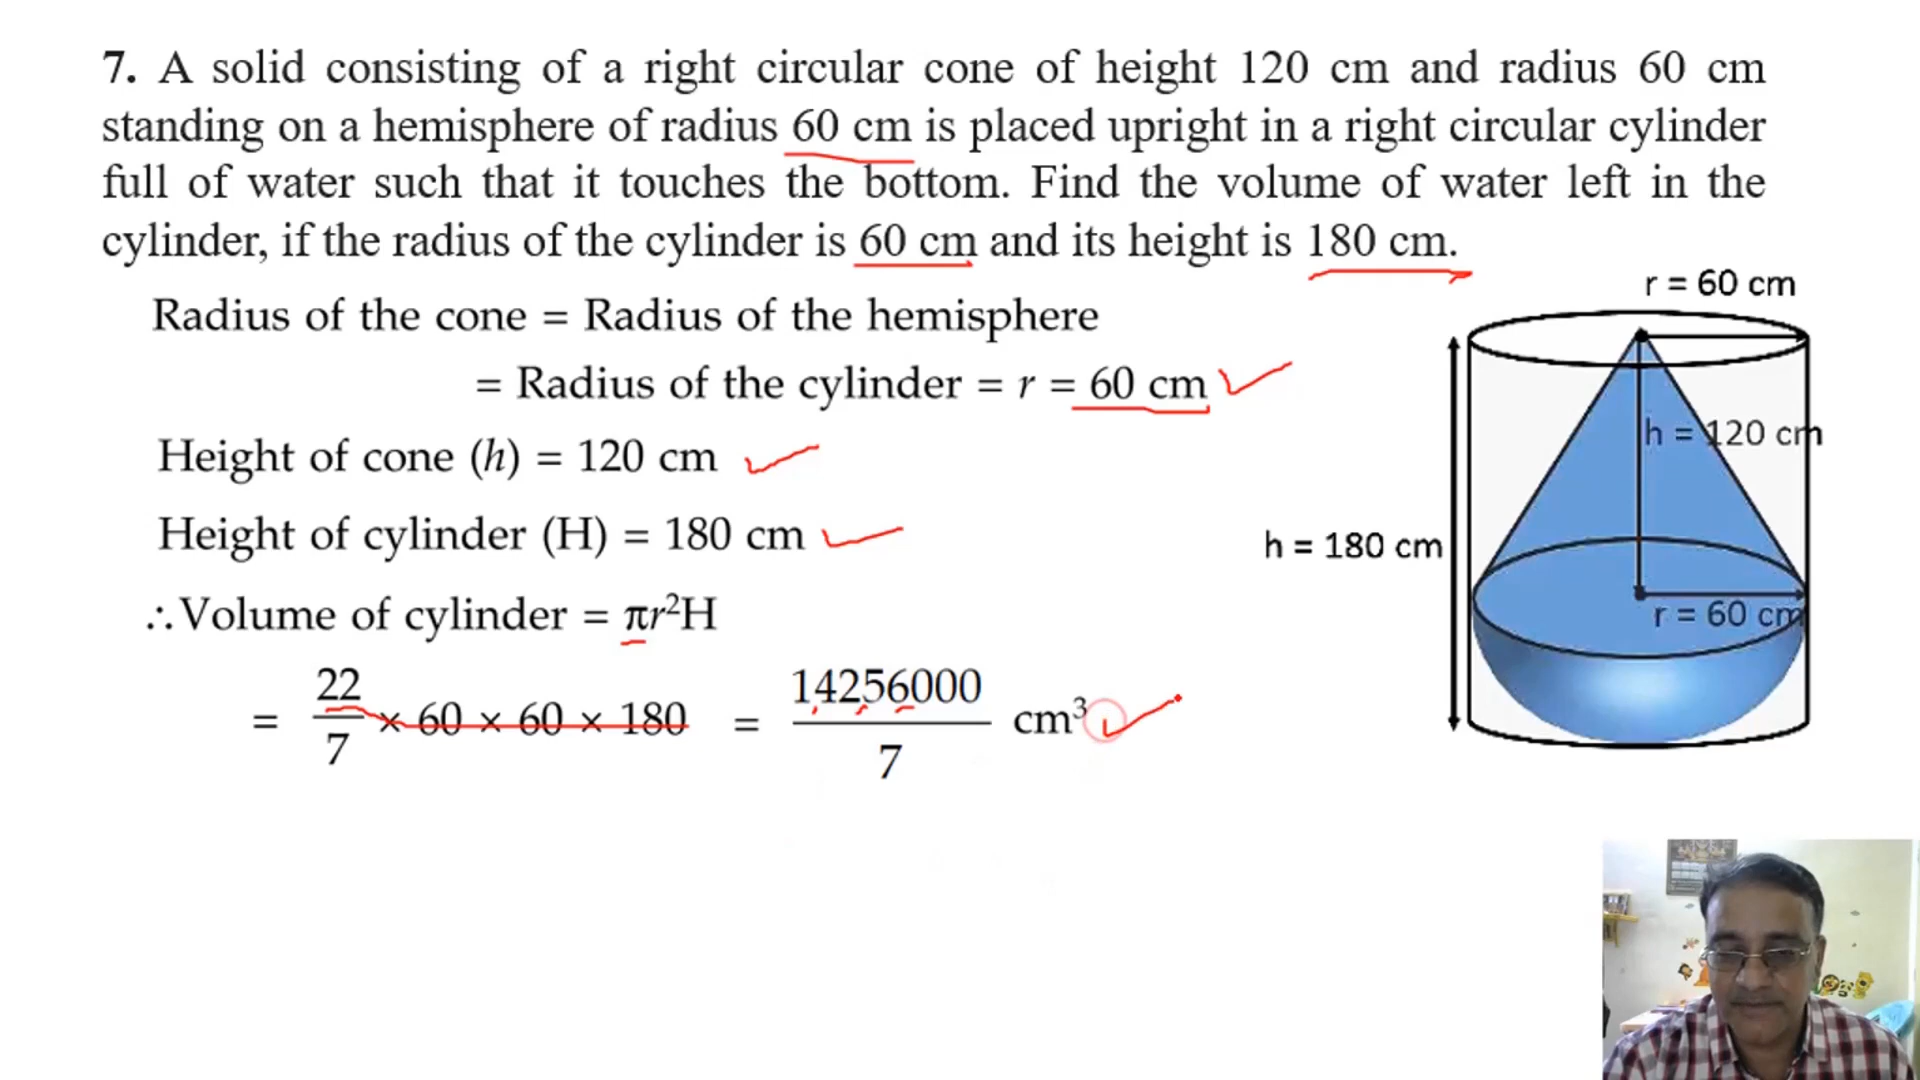 7. A solid consisting of a right circular cone of height 120 cm and radius 60 cm
standing on a hemisphere of radius 60 cm is placed upright in a right circular cylinder
full of water such that it touches the bottom. Find the volume of water left in the
cylinder, if the radius of the cylinder is 60 cm and its height is 180 cm.
r = 60 cm
Radius of the cone = Radius of the hemisphere
= Radius of the cylinder = r = 60 cm
h = 120 cm
Height of cone (h) = 120 cm
Height of cylinder (H) = 180 cm
h = 180 cm
r = 60 cm
∴Volume of cylinder = πr²H
= 22/7 × 60 × 60 × 180 = 14256000/7 cm³